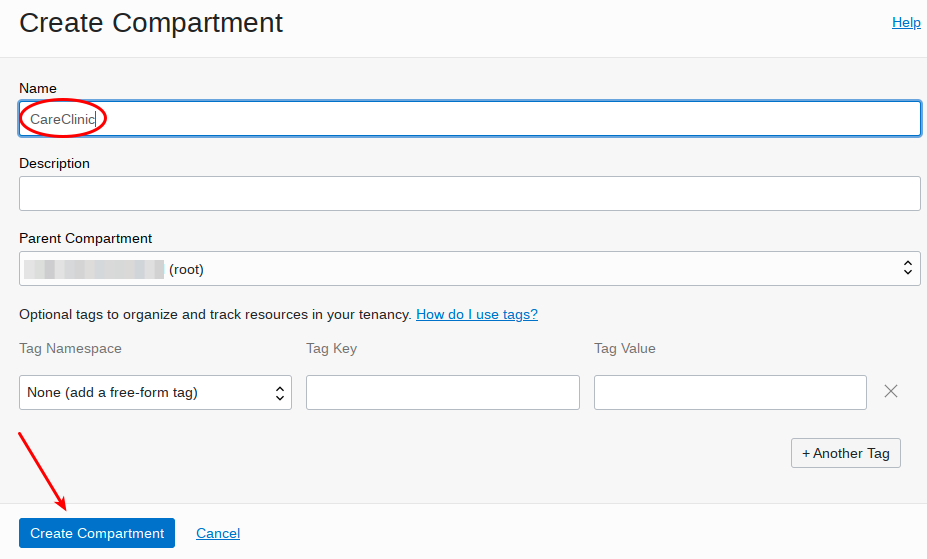 Create Compartment
Help
Name
CareClinic
Description
Parent Compartment
(root)
Optional tags to organize and track resources in your tenancy. How do I use tags?
Tag Namespace Tag Key Tag Value
None (add a free-form tag)
+ Another Tag
Create Compartment Cancel